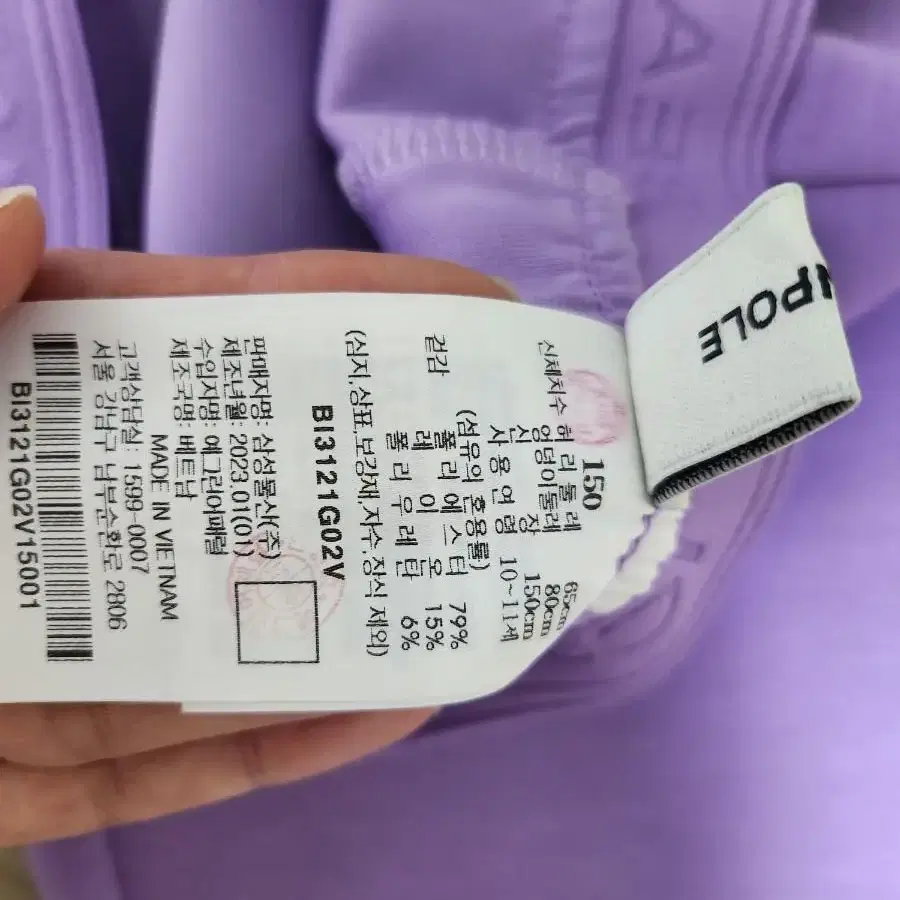 150
신체치수 허리둘레 65cm
엉덩이둘레 80cm
신장 150cm
사용연령 10~11세
(섬유의 혼용률)
겉감 폴리에스터 79%
레이온 15%
폴리우레탄 6%
(심지,상표,보강재,자수,장식 제외)
BI3121G02V
판매자명: 삼성물산(주)
제조년월: 2023.01(01)
수입자명: 에그린어패럴
제조국명: 베트남
MADE IN VIETNAM
고객상담실: 1599-0007
서울 강남구 남부순환로 2806
BI3121G02V15001
POLE